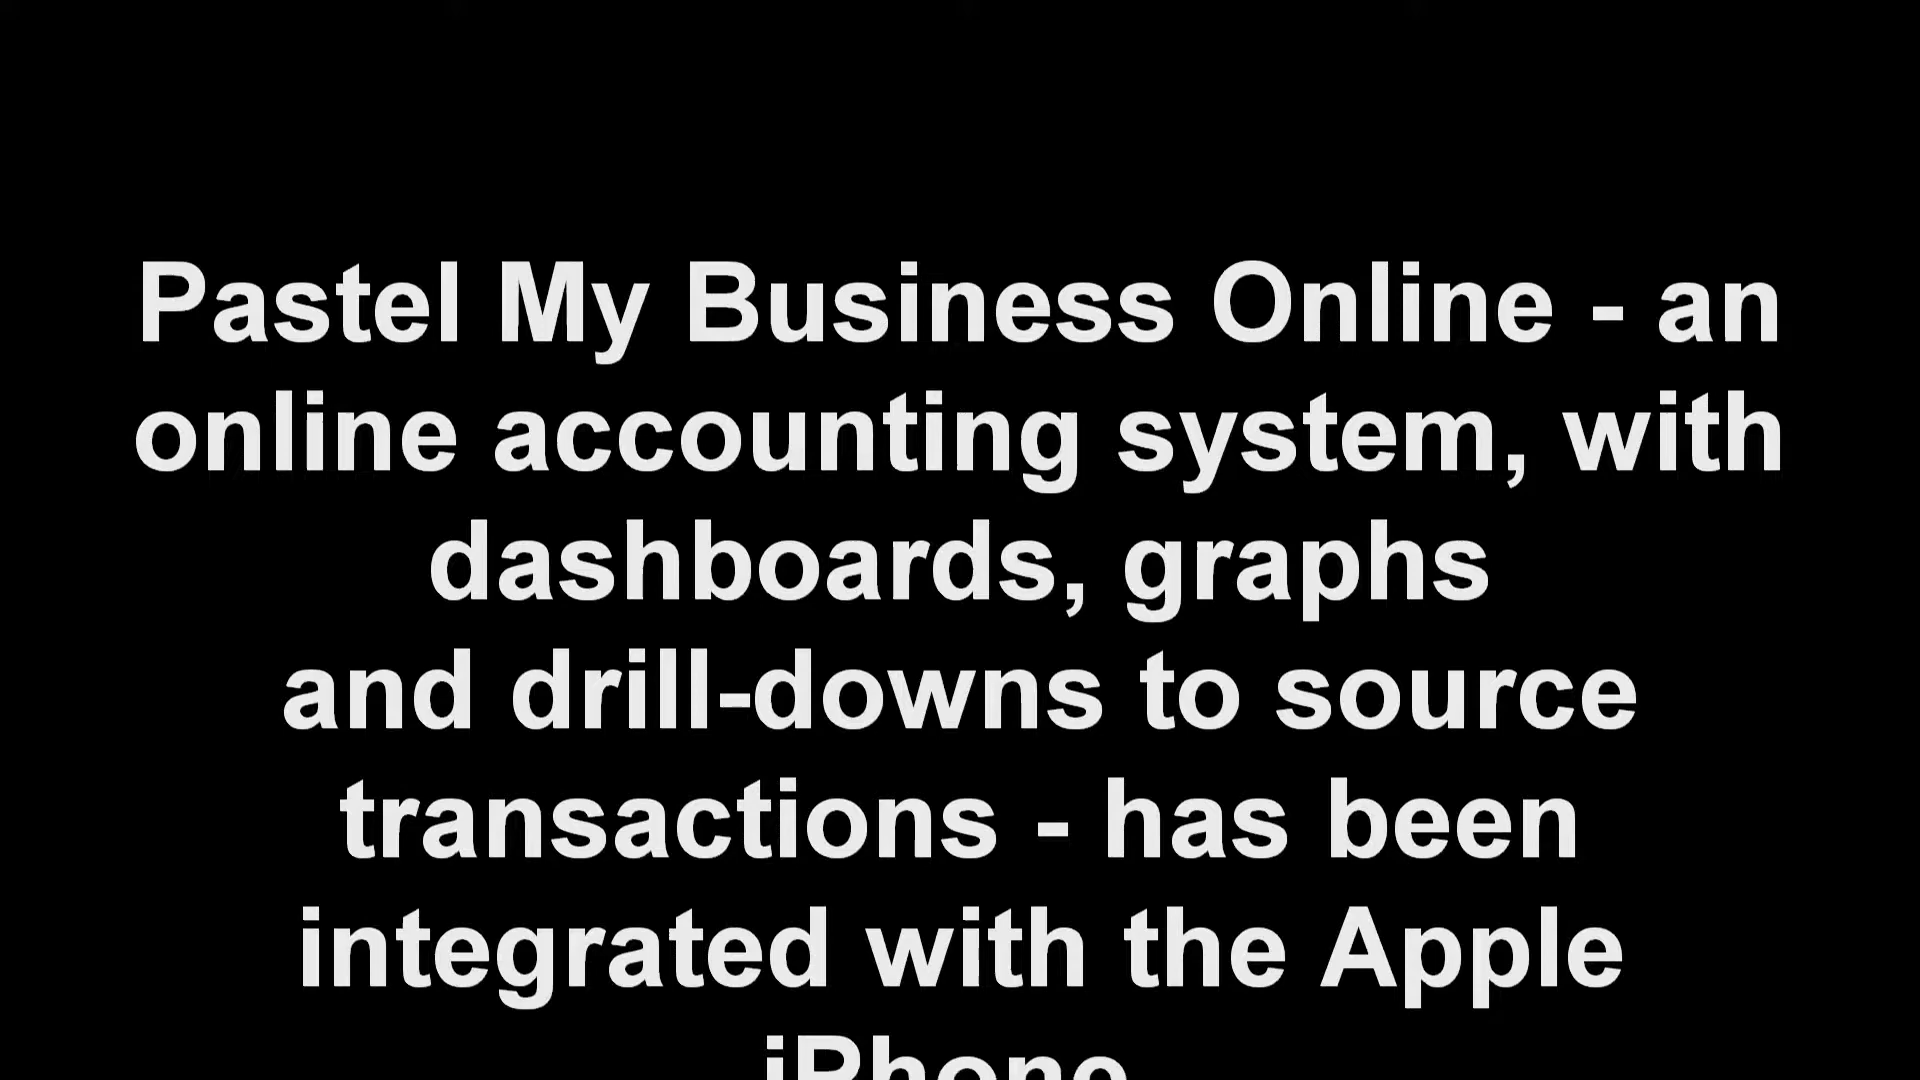 Pastel My Business Online - an
online accounting system, with
dashboards, graphs
and drill-downs to source
transactions - has been
integrated with the Apple
iPhone